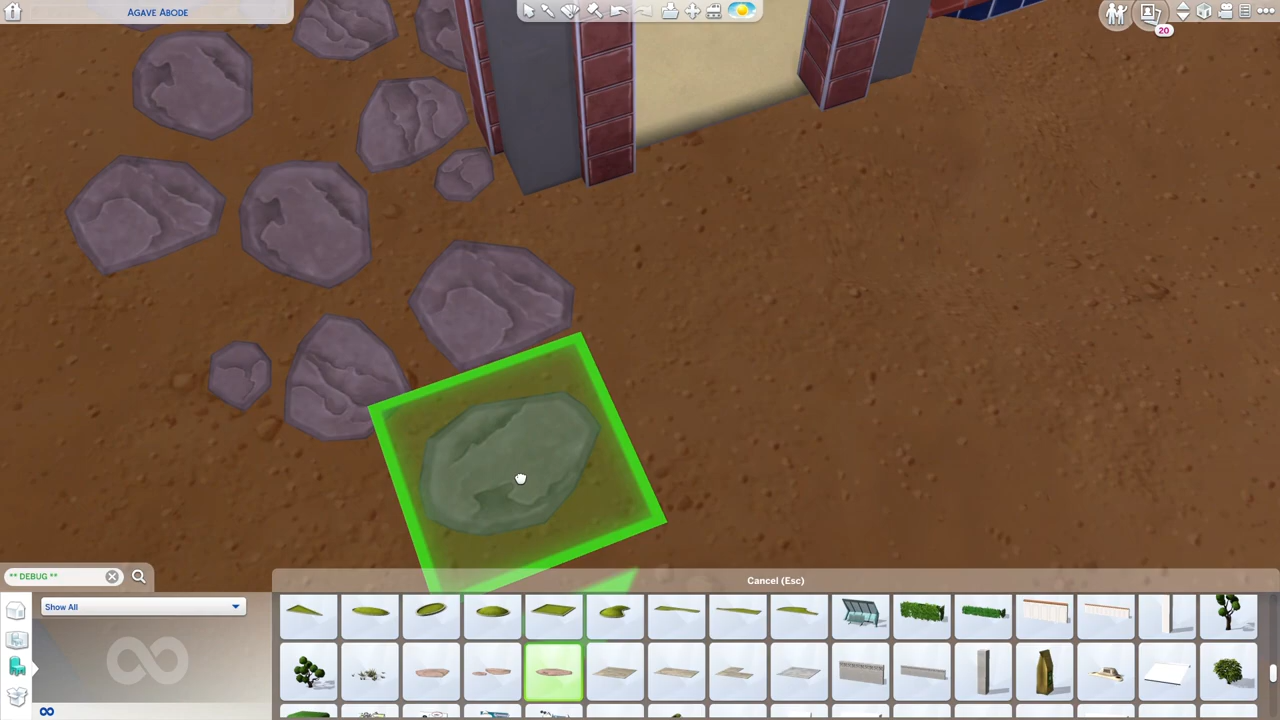 AGAVE ABODE
20
** DEBUG **
Cancel (Esc)
Show All